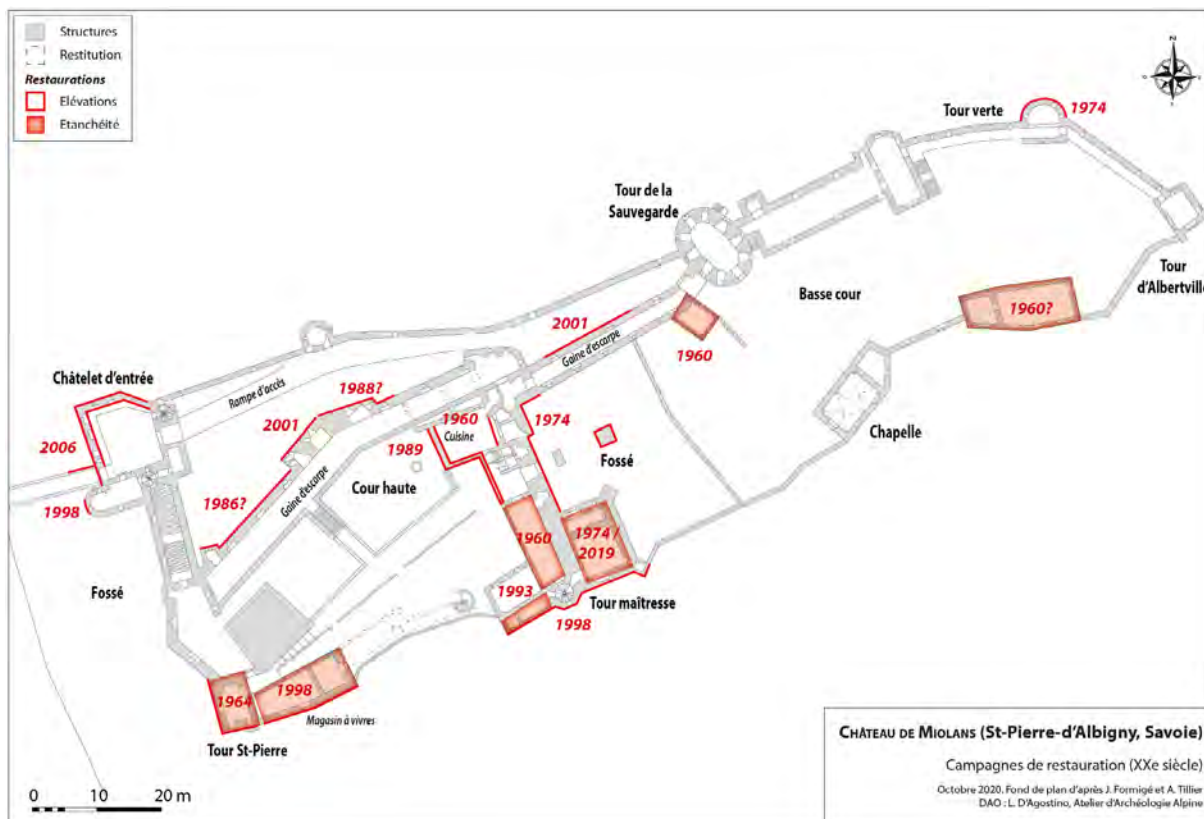 Structures
Restitution
Restaurations
Elévations
Etanchéité
Tour verte
1974
Tour de la
Sauvegarde
Tour
d'Albertville
Basse cour
1960?
2001
Gaine d'escarpe
1960
Châtelet d'entrée
Rampe d'accès
1988?
2006
2001
1960
Cuisine
1974
1989
Fossé
Chapelle
1998
1986?
Gaine d'escarpe
Cour haute
1960
1974 /
2019
Fossé
1993
Tour maîtresse
1998
1964
1998
Magasin à vivres
Tour St-Pierre
0 10 20 m
CHÂTEAU DE MIOLANS (St-Pierre-d'Albigny, Savoie)
Campagnes de restauration (XXe siècle)
Octobre 2020. Fond de plan d'après J. Formigé et A. Tillier
DAO : L. D'Agostino, Atelier d'Archéologie Alpine